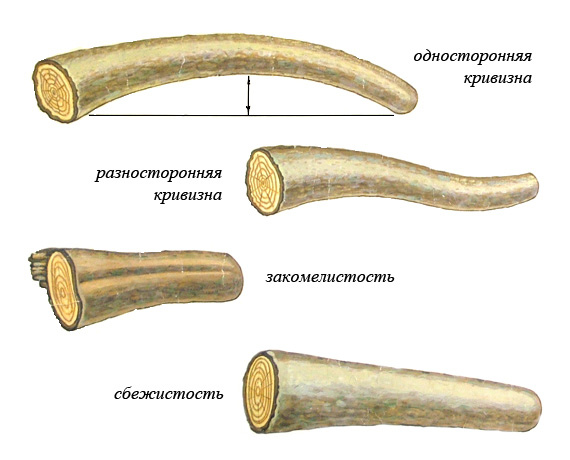 односторонняя
кривизна
разносторонняя
кривизна
закомелистость
сбежистость